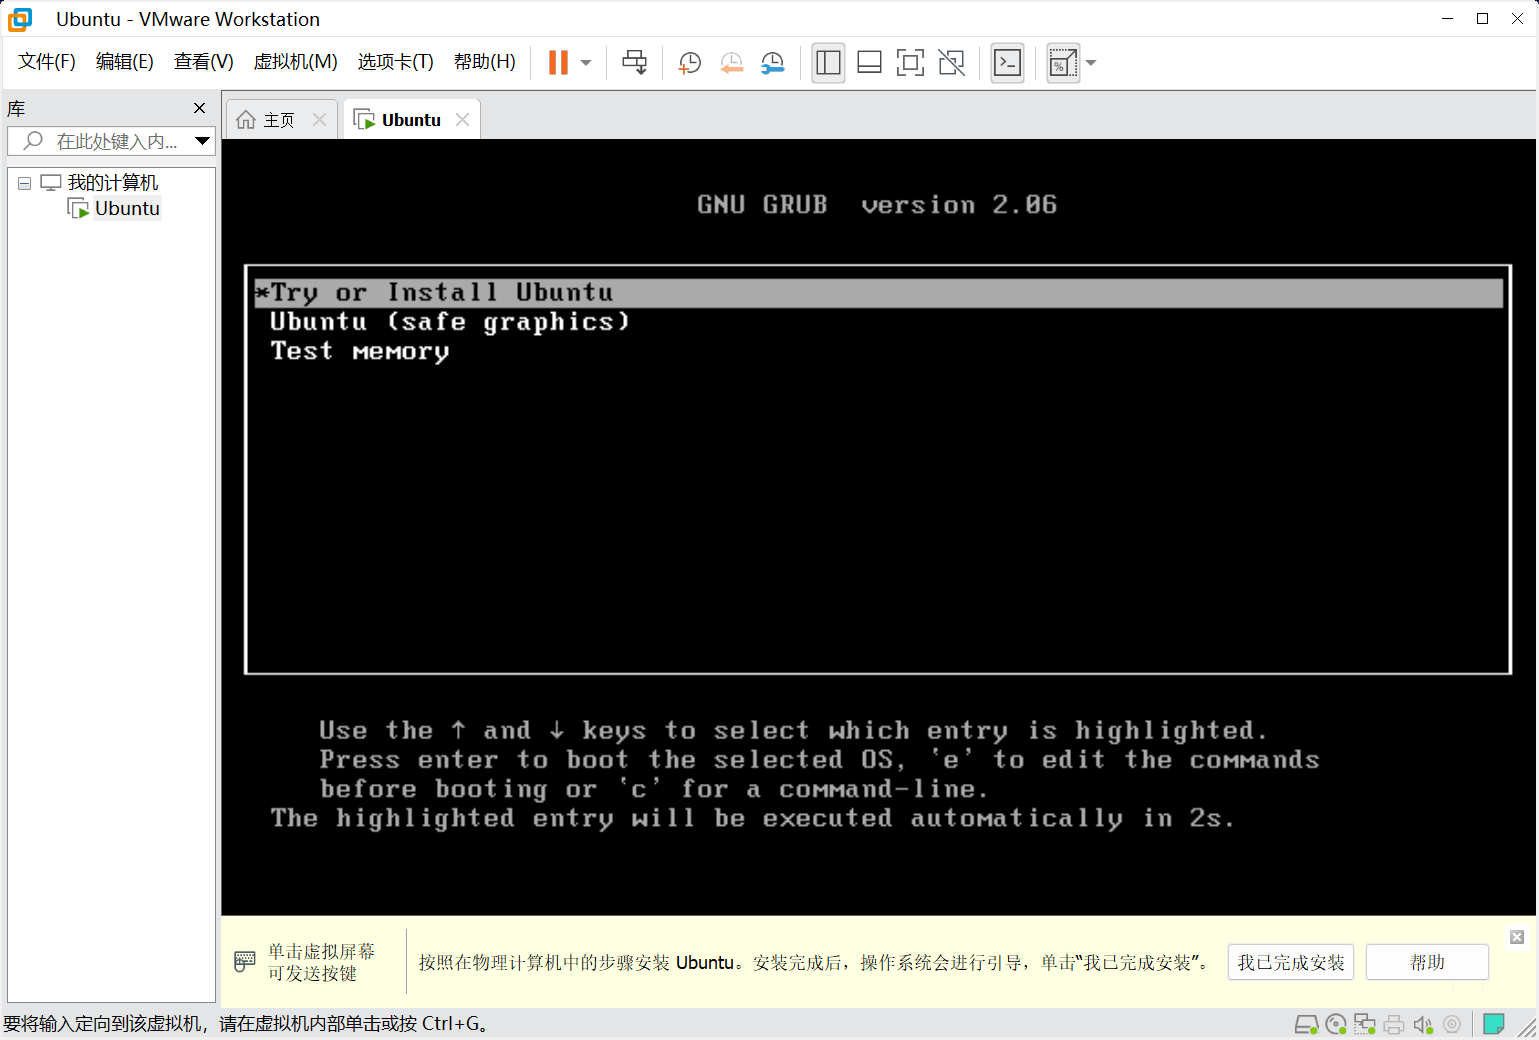 Ubuntu - VMware Workstation
文件(F) 编辑(E) 查看(V) 虚拟机(M) 选项卡(T) 帮助(H)
库
在此处键入内...
我的计算机
Ubuntu
主页
Ubuntu
GNU GRUB version 2.06
*Try or Install Ubuntu
Ubuntu (safe graphics)
Test memory
Use the ↑ and ↓ keys to select which entry is highlighted.
Press enter to boot the selected OS, `e' to edit the commands
before booting or `c' for a command-line.
The highlighted entry will be executed automatically in 2s.
单击虚拟屏幕
可发送按键
按照在物理计算机中的步骤安装 Ubuntu。安装完成后，操作系统会进行引导，单击“我已完成安装”。
我已完成安装
帮助
要将输入定向到该虚拟机，请在虚拟机内部单击或按 Ctrl+G。